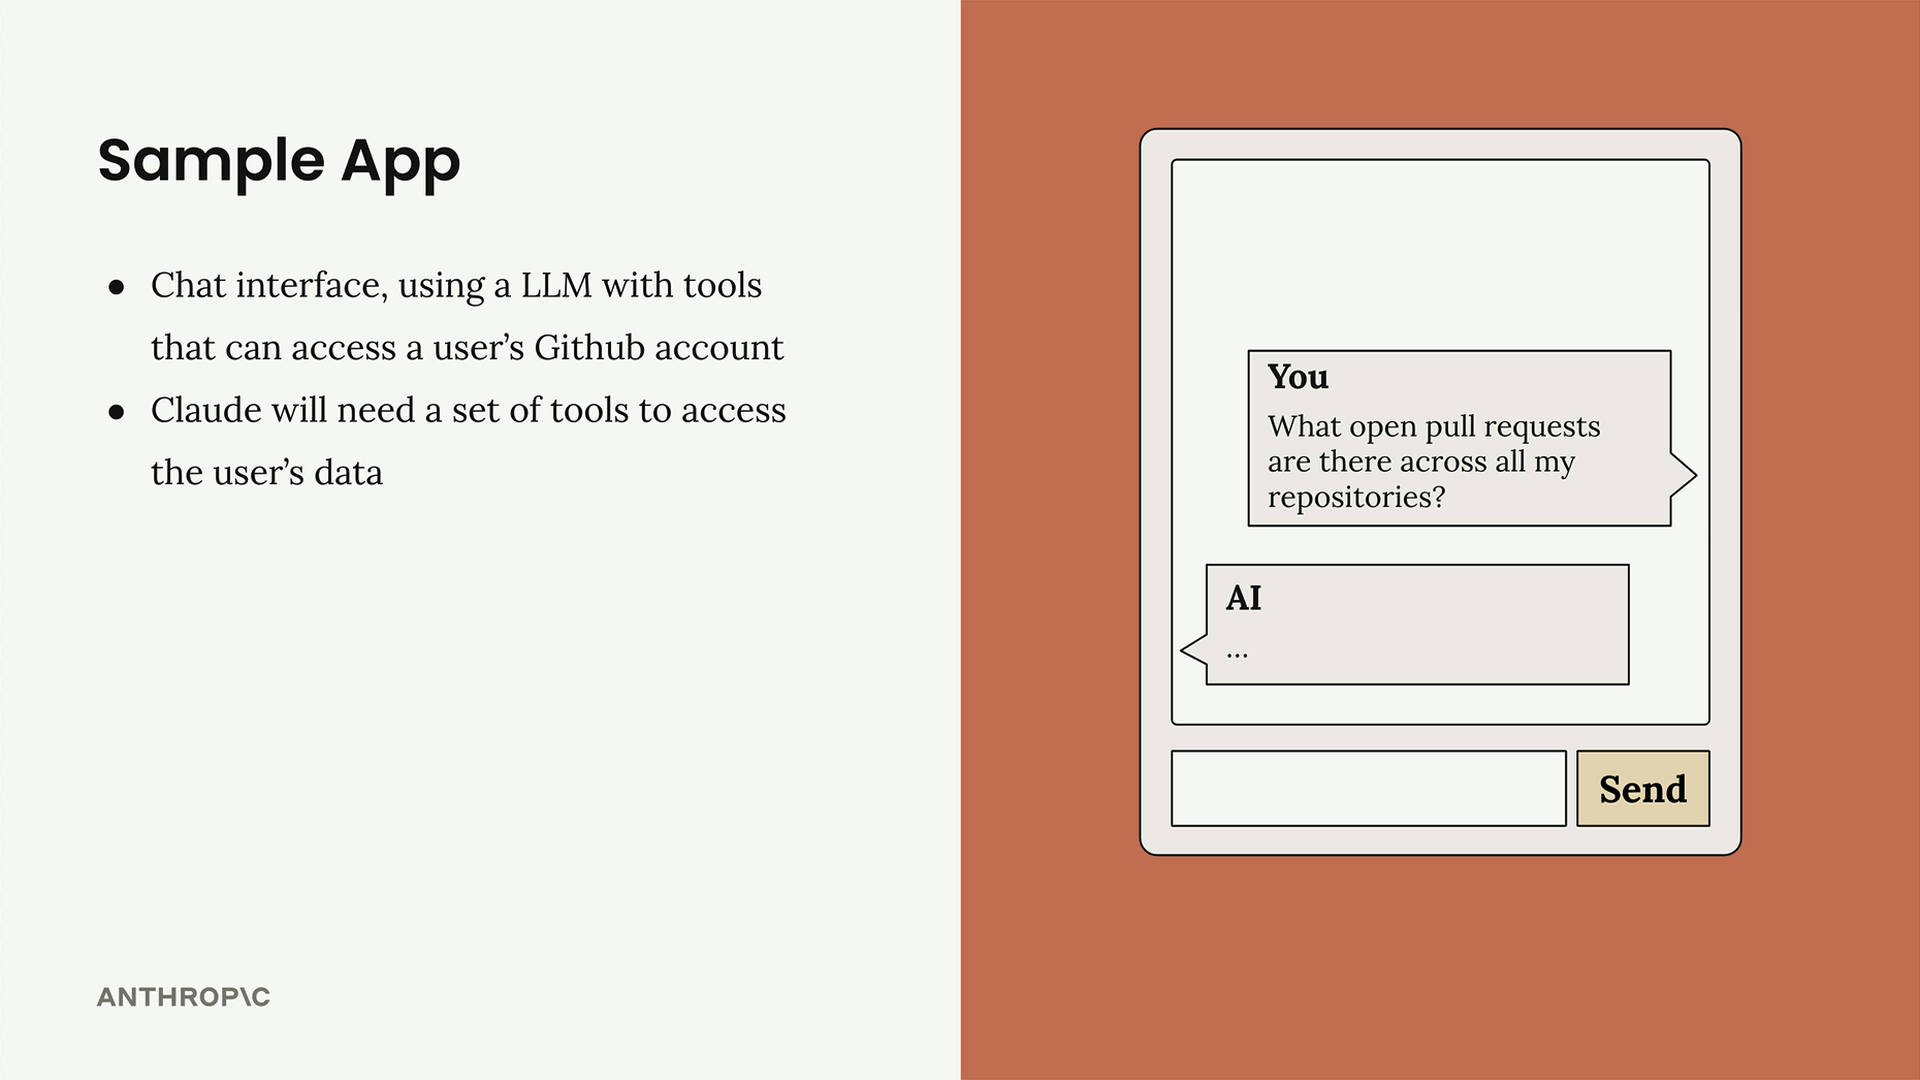 Sample App
● Chat interface, using a LLM with tools
that can access a user’s Github account
● Claude will need a set of tools to access
the user’s data
ANTHROP\C
You
What open pull requests
are there across all my
repositories?
AI
...
Send